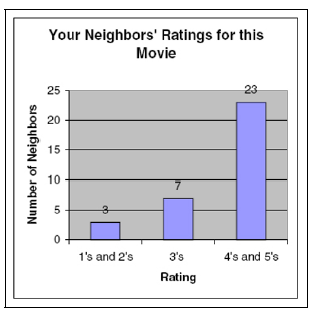 Your Neighbors' Ratings for this
Movie
Number of Neighbors
25
20
15
10
5
0
3
7
23
1's and 2's
3's
4's and 5's
Rating